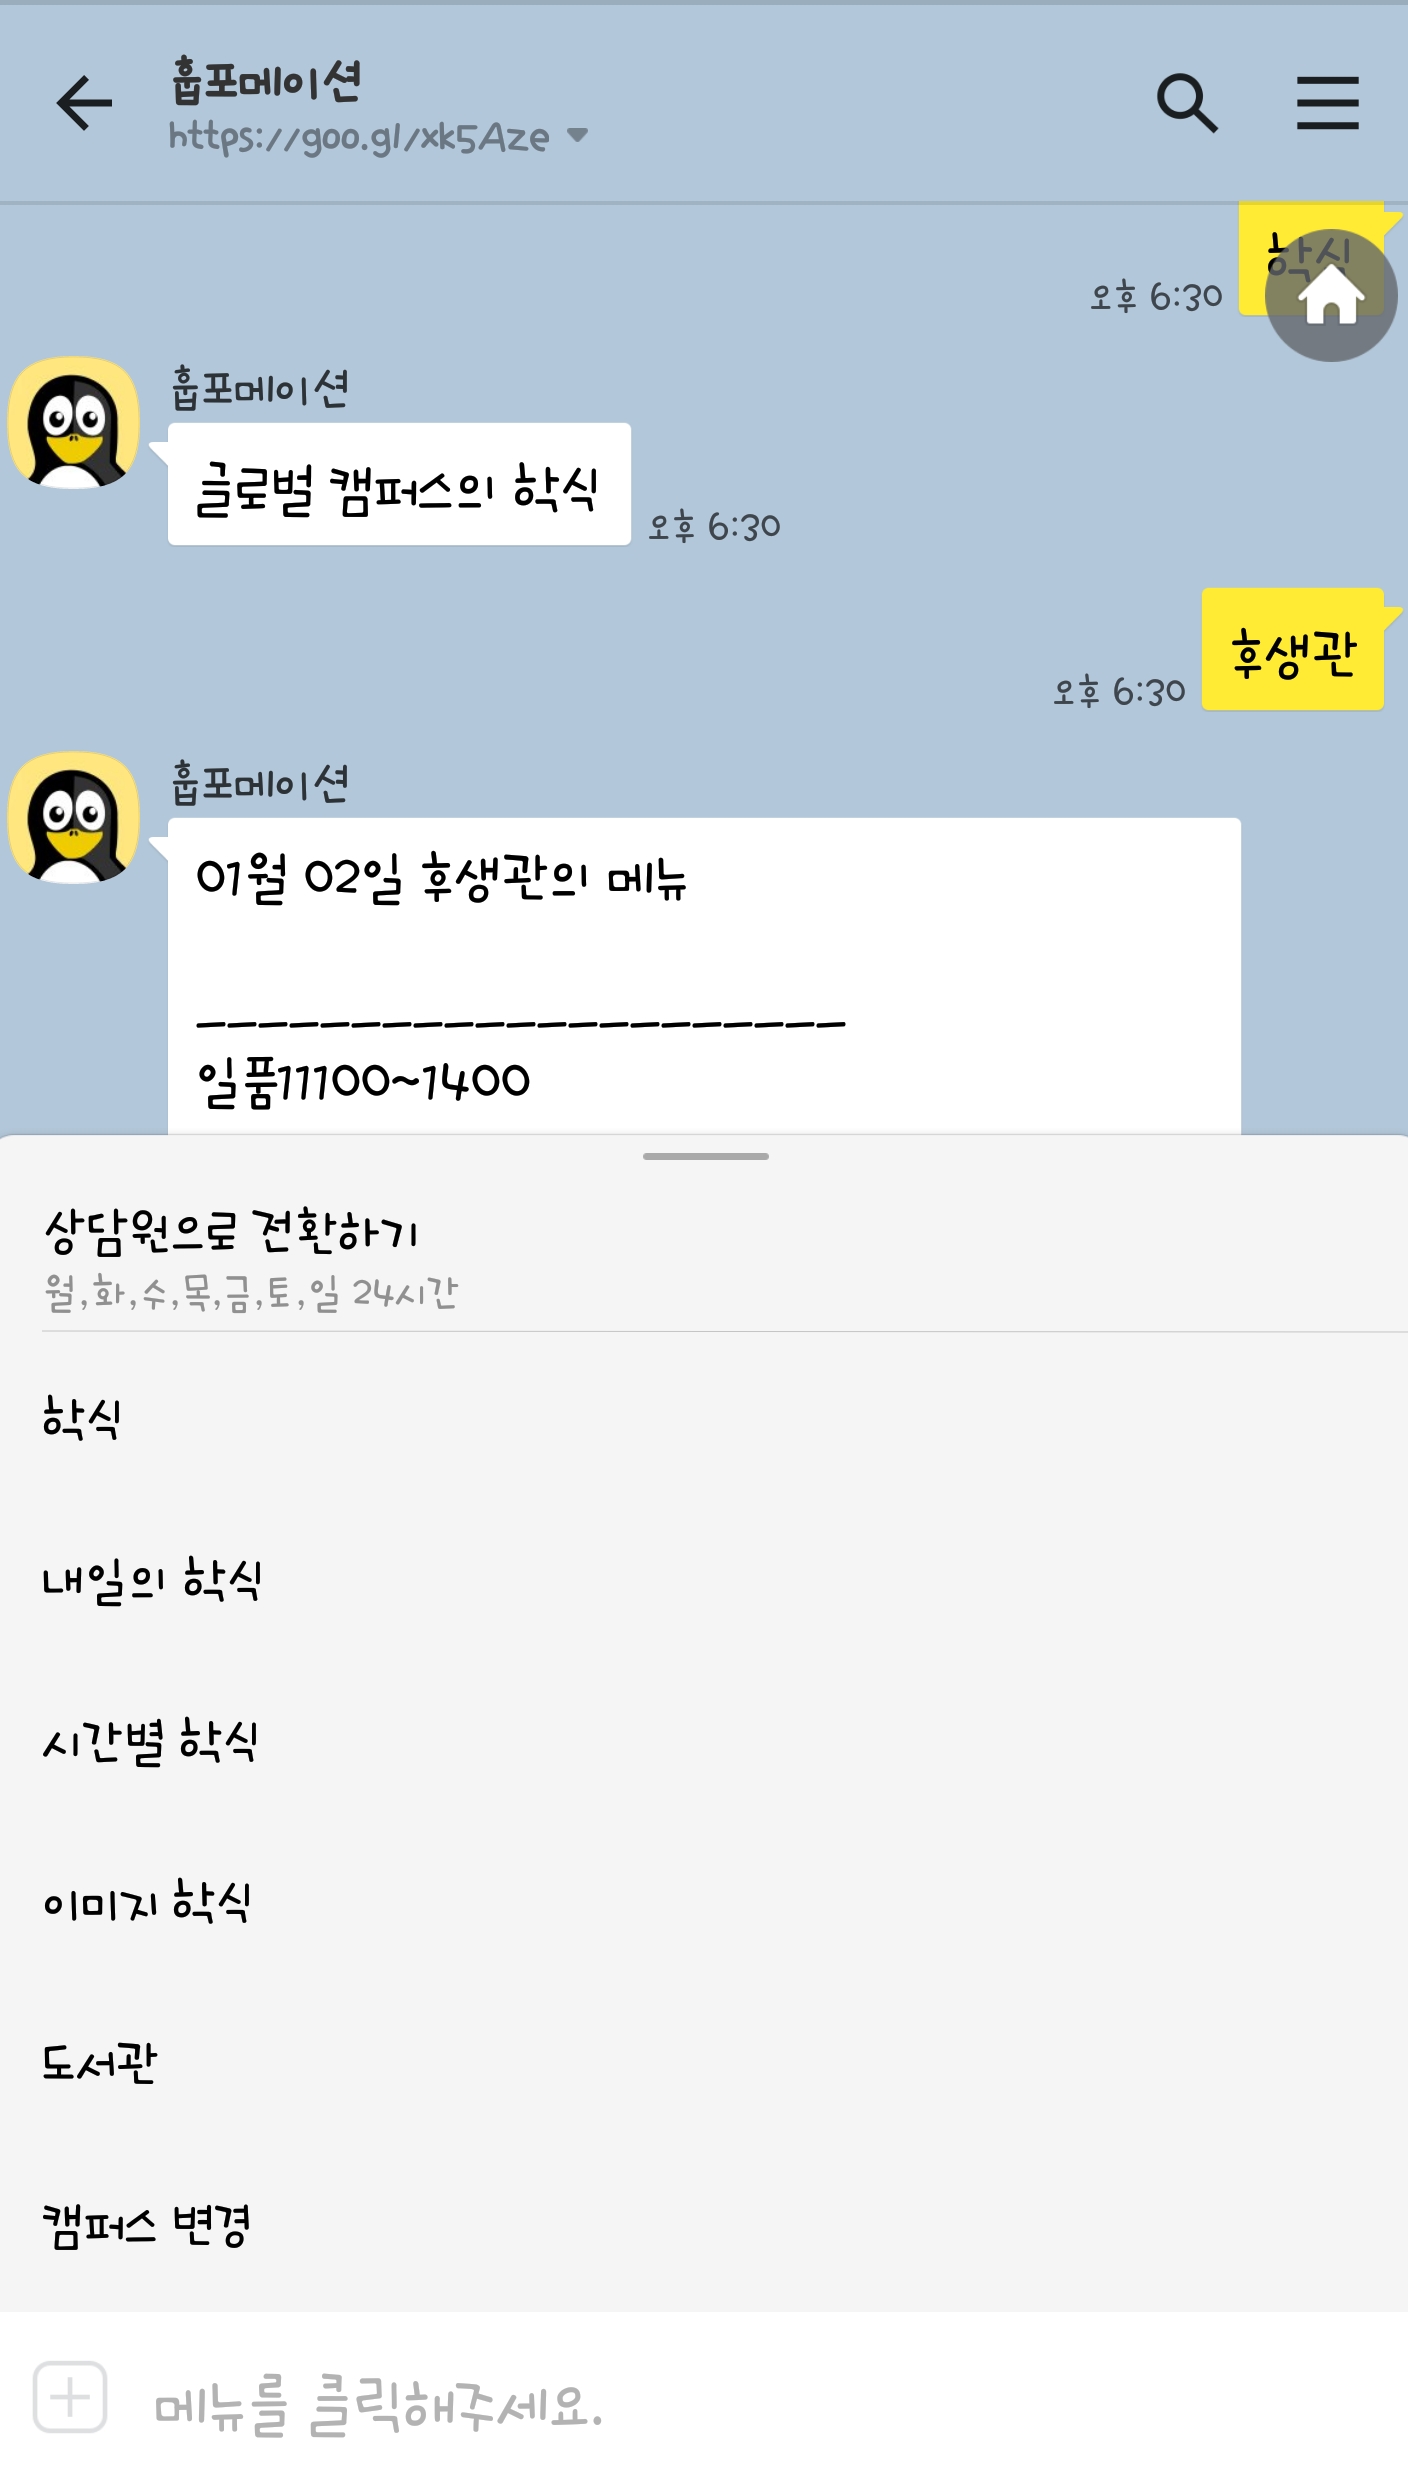 훕포메이션
https://goo.gl/xk5Aze
학식
오후 6:30
훕포메이션
글로벌 캠퍼스의 학식
오후 6:30
후생관
오후 6:30
훕포메이션
01월 02일 후생관의 메뉴
_____________________
일품11100~1400
상담원으로 전환하기
월,화,수,목,금,토,일 24시간
학식
내일의 학식
시간별 학식
이미지 학식
도서관
캠퍼스 변경
메뉴를 클릭해주세요.